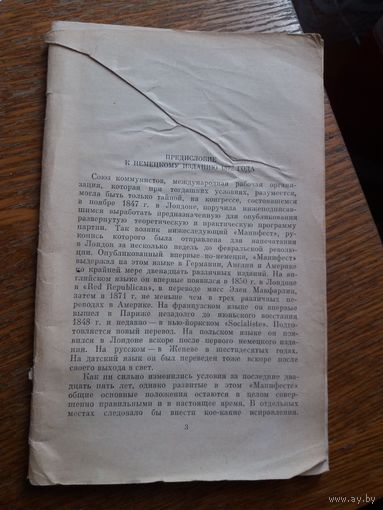 ПРЕДИСЛОВИЕ
К НЕМЕЦКОМУ ИЗДАНИЮ 1872 ГОДА
Союз коммунистов, международная рабочая органи-
зация, которая при тогдашних условиях, разумеется,
могла быть только тайной, на конгрессе, состоявшемся
в ноябре 1847 г. в Лондоне, поручила нижеподписав-
шимся выработать предназначенную для опубликования
развернутую теоретическую и практическую программу
партии. Так возник нижеследующий «Манифест», ру-
копись которого была отправлена для напечатания
в Лондон за несколько недель до февральской револю-
ции. Опубликованный впервые по-немецки, «Манифест»
выдержал на этом языке в Германии, Англии и Америке
по крайней мере двенадцать различных изданий. На ан-
глийском языке он впервые появился в 1850 г. в Лондоне
в «Red Republican», в переводе мисс Элен Макфарлин,
затем в 1871 г. не меньше чем в трех различных пе-
реводах в Америке. На французском языке он впервые
вышел в Париже незадолго до июньского восстания
1848 г. и недавно — в нью-йоркском «Socialiste». Подго-
товляется новый перевод. На польском языке он появил-
ся в Лондоне вскоре после первого немецкого изда-
ния. На русском — в Женеве в шестидесятых годах.
На датский язык он был переведен тоже вскоре после
своего выхода в свет.
Как ни сильно изменились условия за последние два-
дцать пять лет, однако развитые в этом «Манифесте»
общие основные положения остаются в целом совер-
шенно правильными и в настоящее время. В отдельных
местах следовало бы внести кое-какие исправления.
3
www.ay.by